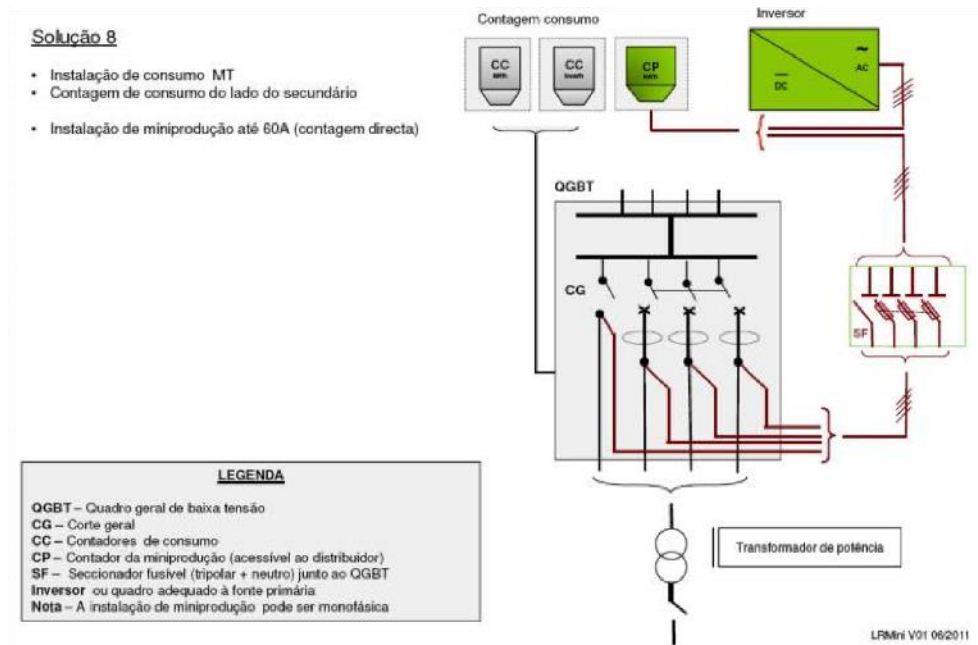 Solução 8
• Instalação de consumo MT
• Contagem de consumo do lado do secundário
• Instalação de miniprodução até 60A (contagem directa)
Contagem consumo
CC
CC
CP
Inversor
AC
DC
QGBT
CG
SF
Transformador de potência
LEGENDA
QGBT – Quadro geral de baixa tensão
CG – Corte geral
CC – Contadores de consumo
CP – Contador da miniprodução (acessível ao distribuidor)
SF – Seccionador fusível (tripolar + neutro) junto ao QGBT
Inversor ou quadro adequado à fonte primária
Nota – A instalação de miniprodução pode ser monofásica
LRMini V01 06/2011